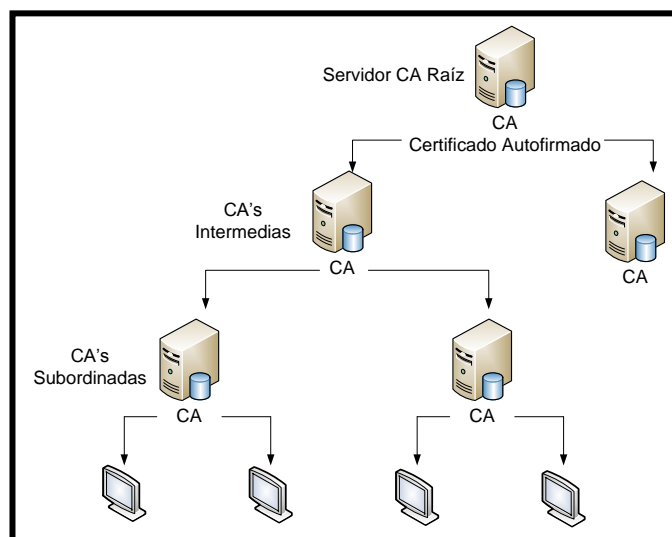 Servidor CA Raíz
CA
Certificado Autofirmado
CA's
Intermedias
CA
CA
CA's
Subordinadas
CA
CA